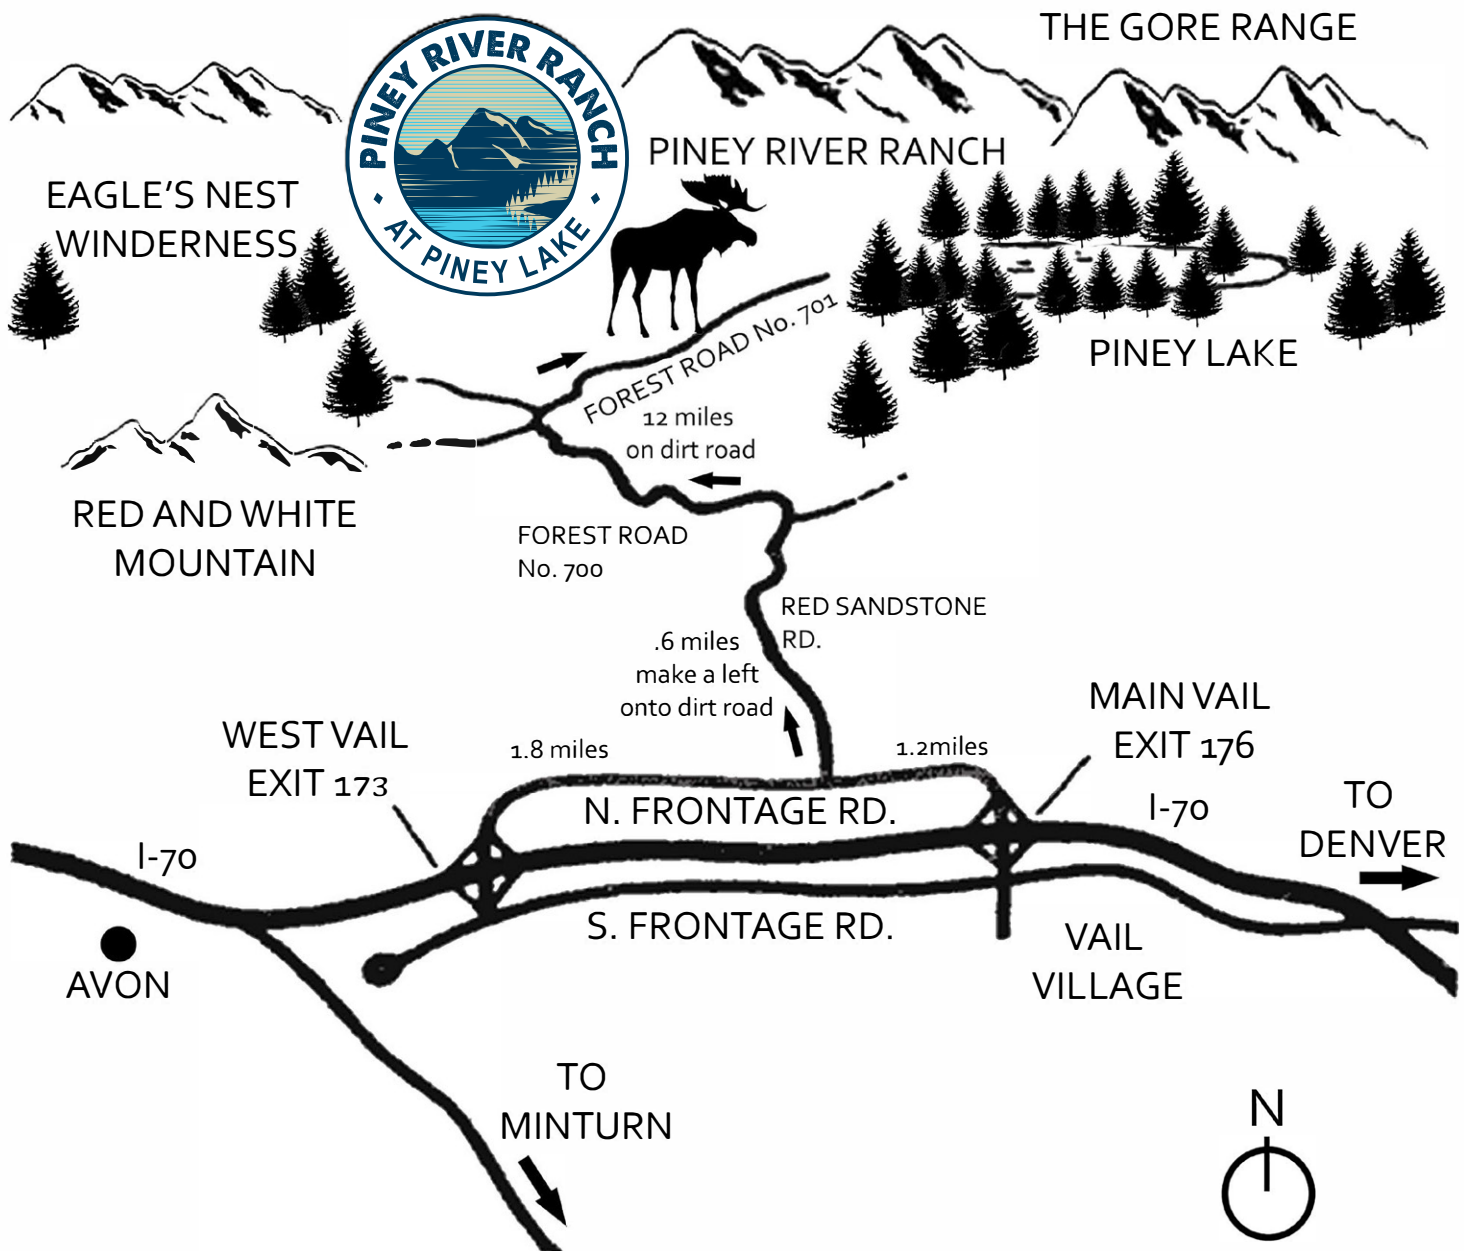 THE GORE RANGE
PINEY RIVER RANCH
• AT PINEY LAKE •
PINEY RIVER RANCH
EAGLE'S NEST
WINDERNESS
FOREST ROAD No. 701
PINEY LAKE
12 miles
on dirt road
RED AND WHITE
MOUNTAIN
FOREST ROAD
No. 700
RED SANDSTONE
RD.
.6 miles
make a left
onto dirt road
WEST VAIL
EXIT 173
1.8 miles
1.2miles
MAIN VAIL
EXIT 176
N. FRONTAGE RD.
I-70
TO
DENVER
I-70
S. FRONTAGE RD.
AVON
VAIL
VILLAGE
TO
MINTURN
N